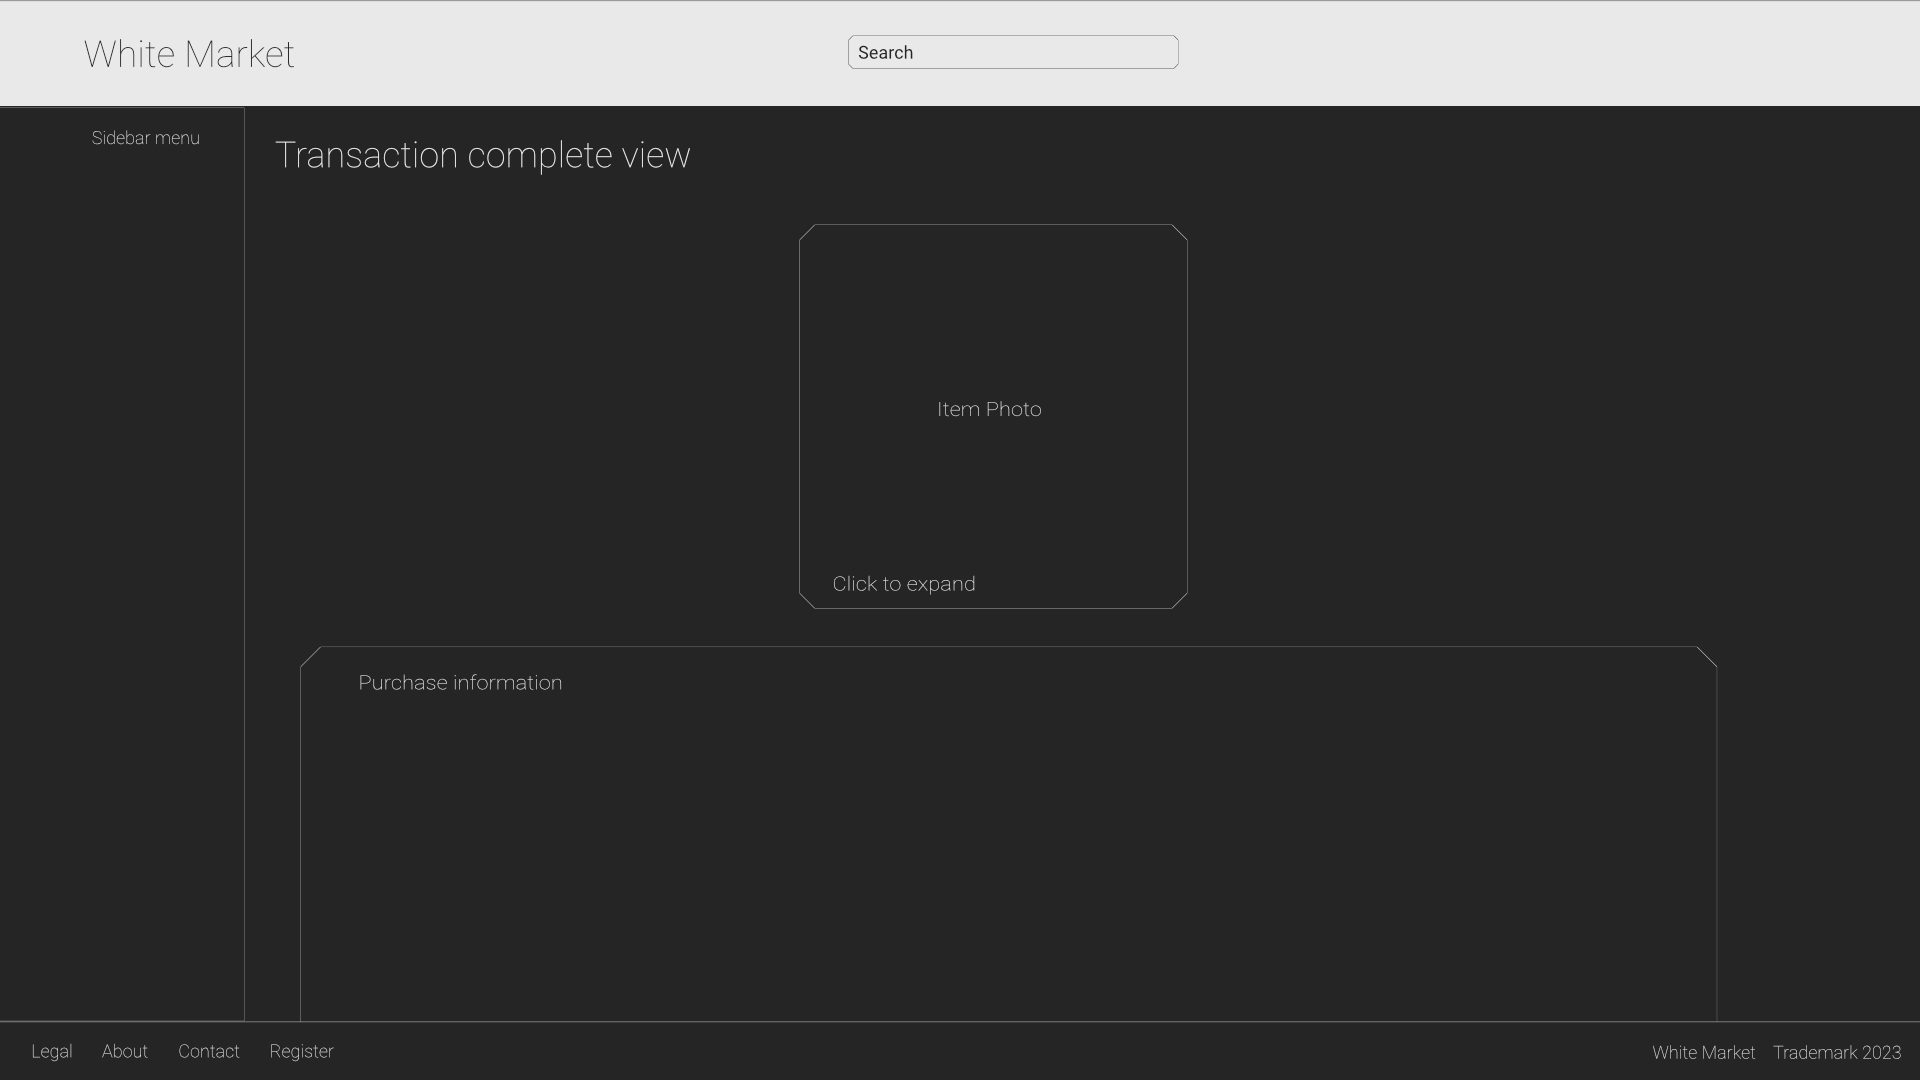 White Market
Search
Sidebar menu
Transaction complete view
Item Photo
Click to expand
Purchase information
Legal About Contact Register
White Market Trademark 2023